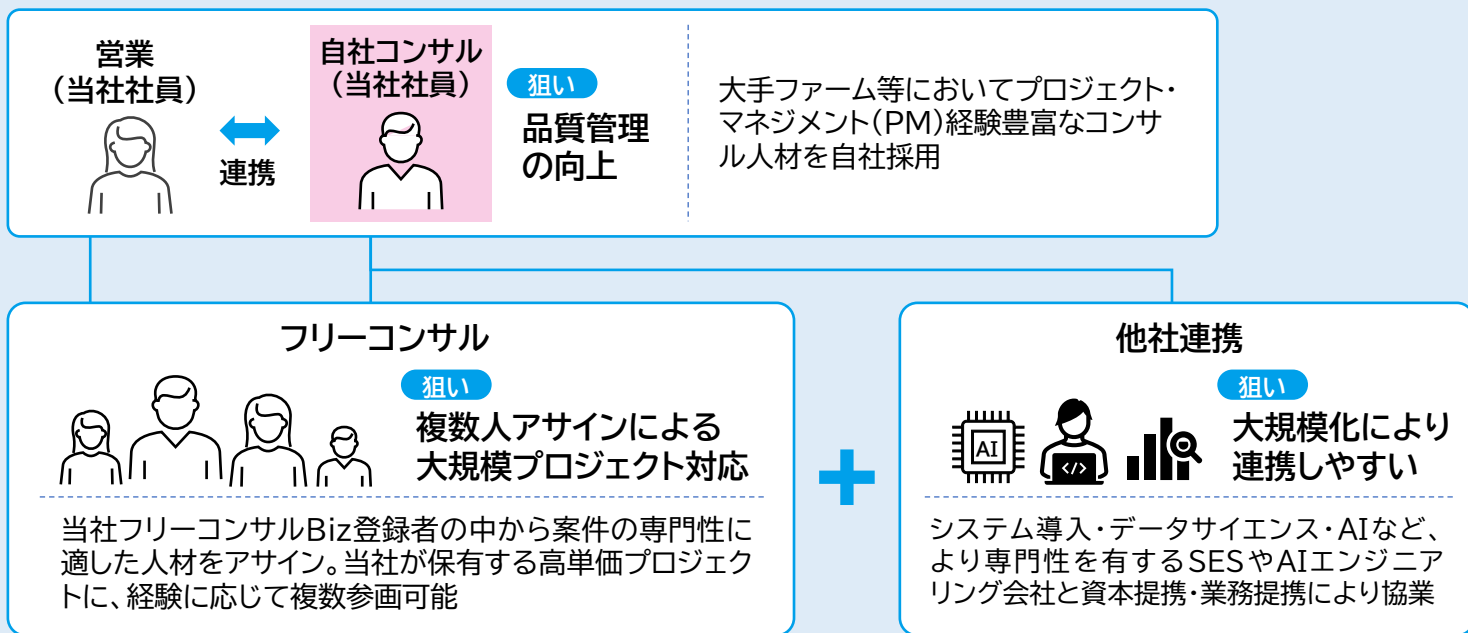 営業
(当社社員)
連携
自社コンサル
(当社社員)
狙い
品質管理
の向上
大手ファーム等においてプロジェクト・
マネジメント(PM)経験豊富なコンサ
ル人材を自社採用
フリーコンサル
狙い
複数人アサインによる
大規模プロジェクト対応
当社フリーコンサルBiz登録者の中から案件の専門性に
適した人材をアサイン。当社が保有する高単価プロジェク
トに、経験に応じて複数参画可能
+
他社連携
AI
</>
狙い
大規模化により
連携しやすい
システム導入・データサイエンス・AIなど、
より専門性を有するSESやAIエンジニア
リング会社と資本提携・業務提携により協業